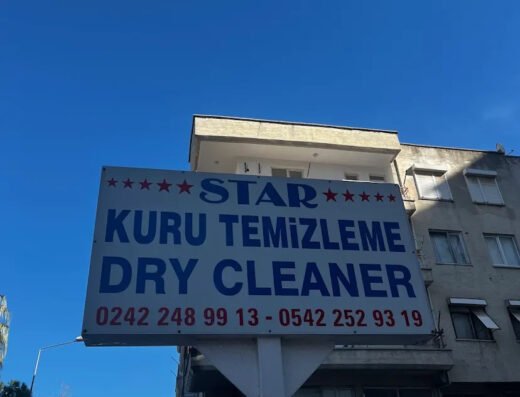 ★★★★ STAR ★★★★★
KURU TEMiZLEME
DRY CLEANER
0242 248 99 13 - 0542 252 93 19